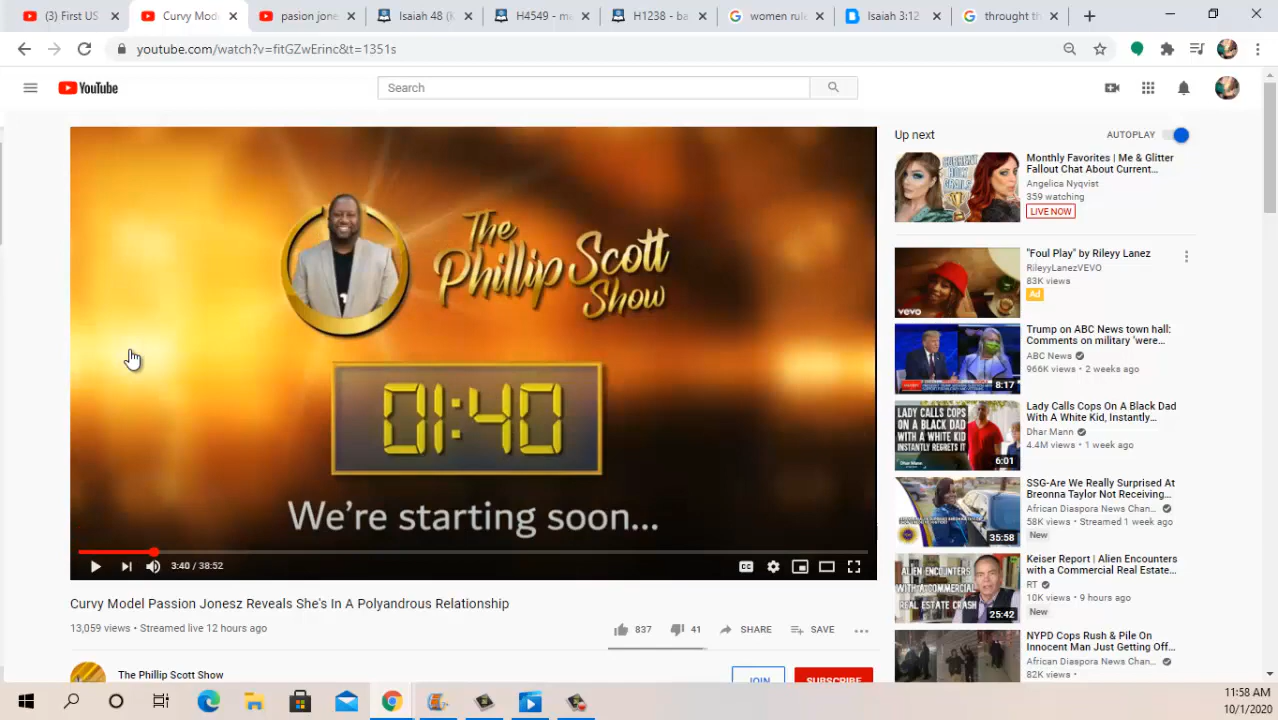 First US
Curvy Mod
pasion jone
Isaiah 48 (K
H4549 - m
H1238 - ba
women rul
Isaiah 3:12
throught th
youtube.com/watch?v=fitGZwErinc&t=1351s
YouTube
Search
Up next
AUTOPLAY
The
Phillip Scott
Show
01:40
We're starting soon...
3:40 / 38:52
CC
Curvy Model Passion Jonesz Reveals She's In A Polyandrous Relationship
13,059 views • Streamed live 12 hours ago
837
41
SHARE
SAVE
The Phillip Scott Show
JOIN
SUBSCRIBE
CURRENT
HOLY
GRAILS
Monthly Favorites | Me & Glitter
Fallout Chat About Current...
Angelica Nyqvist
359 watching
LIVE NOW
vevo
"Foul Play" by Rileyy Lanez
RileyyLanezVEVO
83K views
Ad
8:17
Trump on ABC News town hall:
Comments on military 'were...
ABC News
966K views • 2 weeks ago
LADY CALLS COPS
ON A BLACK DAD
WITH A WHITE KID
INSTANTLY
REGRETS IT
Dhar Mann
6:01
Lady Calls Cops On A Black Dad
With A White Kid, Instantly...
Dhar Mann
4.4M views • 1 week ago
35:58
SSG-Are We Really Surprised At
Breonna Taylor Not Receiving...
African Diaspora News Chan...
58K views • Streamed 1 week ago
New
ALIEN ENCOUNTERS
WITH A COMMERCIAL
REAL ESTATE CRASH
25:42
Keiser Report | Alien Encounters
with a Commercial Real Estate...
RT
10K views • 9 hours ago
New
NYPD Cops Rush & Pile On
Innocent Man Just Getting Off...
African Diaspora News Chan...
82K views •
11:58 AM
10/1/2020